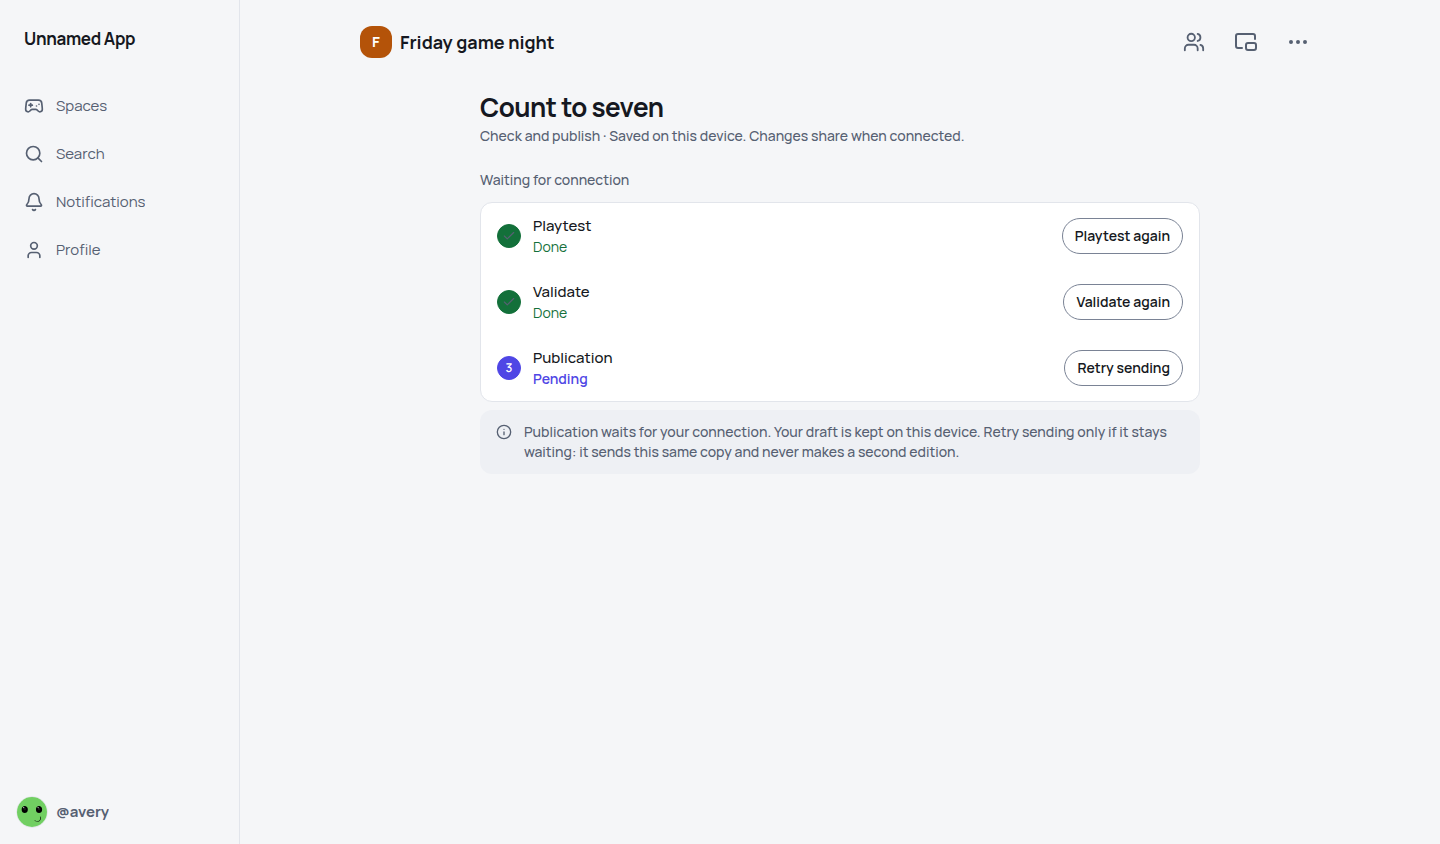 Unnamed App
Spaces
Search
Notifications
Profile
@avery
F
Friday game night
Count to seven
Check and publish · Saved on this device. Changes share when connected.
Waiting for connection
Playtest
Done
Playtest again
Validate
Done
Validate again
3
Publication
Pending
Retry sending
Publication waits for your connection. Your draft is kept on this device. Retry sending only if it stays
waiting: it sends this same copy and never makes a second edition.